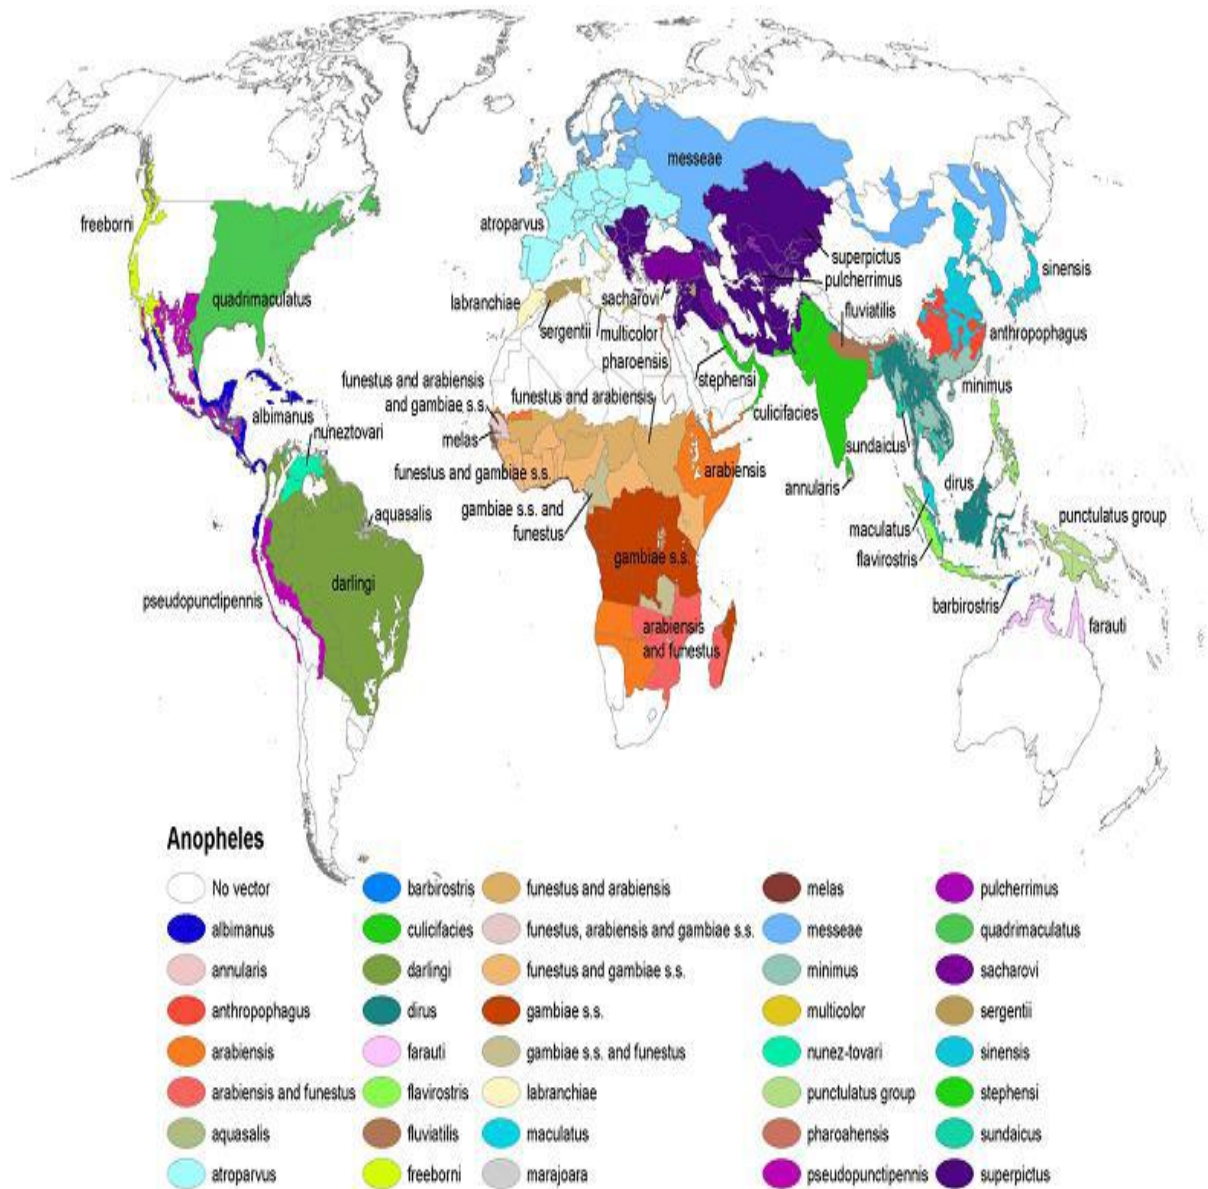 messeae
freeborni
atroparvus
superpictus
pulcherrimus
sinensis
quadrimaculatus
labranchiae
sacharovi
fluviatilis
sergentii
multicolor
anthropophagus
pharoensis
stephensi
funestus and arabiensis
and gambiae s.s.
funestus and arabiensis
minimus
albimanus
culicifacies
nuneztovari
melas
sundaicus
funestus and gambiae s.s.
arabiensis
annularis
dirus
aquasalis
gambiae s.s. and
funestus
maculatus
punctulatus group
gambiae s.s.
flavirostris
darlingi
pseudopunctipennis
barbirostris
arabiensis
and funestus
farauti
Anopheles
No vector
albimanus
annularis
anthropophagus
arabiensis
arabiensis and funestus
aquasalis
atroparvus
barbirostris
culicifacies
darlingi
dirus
farauti
flavirostris
fluviatilis
freeborni
funestus and arabiensis
funestus, arabiensis and gambiae s.s.
funestus and gambiae s.s.
gambiae s.s.
gambiae s.s. and funestus
labranchiae
maculatus
marajoara
melas
messeae
minimus
multicolor
nunez-tovari
punctulatus group
pharoahensis
pseudopunctipennis
pulcherrimus
quadrimaculatus
sacharovi
sergentii
sinensis
stephensi
sundaicus
superpictus